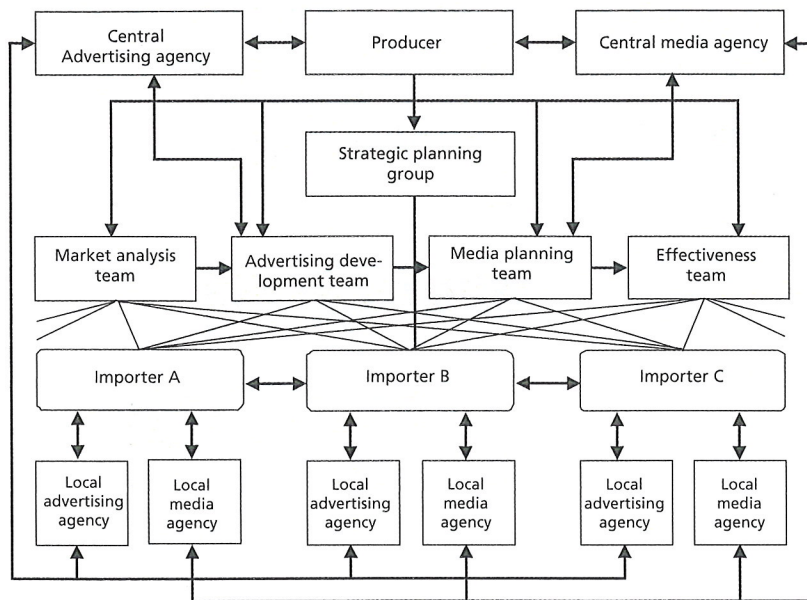 Central
Advertising agency
Producer
Central media agency
Strategic planning
group
Market analysis
team
Advertising deve-
lopment team
Media planning
team
Effectiveness
team
Importer A
Importer B
Importer C
Local
advertising
agency
Local
media
agency
Local
advertising
agency
Local
media
agency
Local
advertising
agency
Local
media
agency